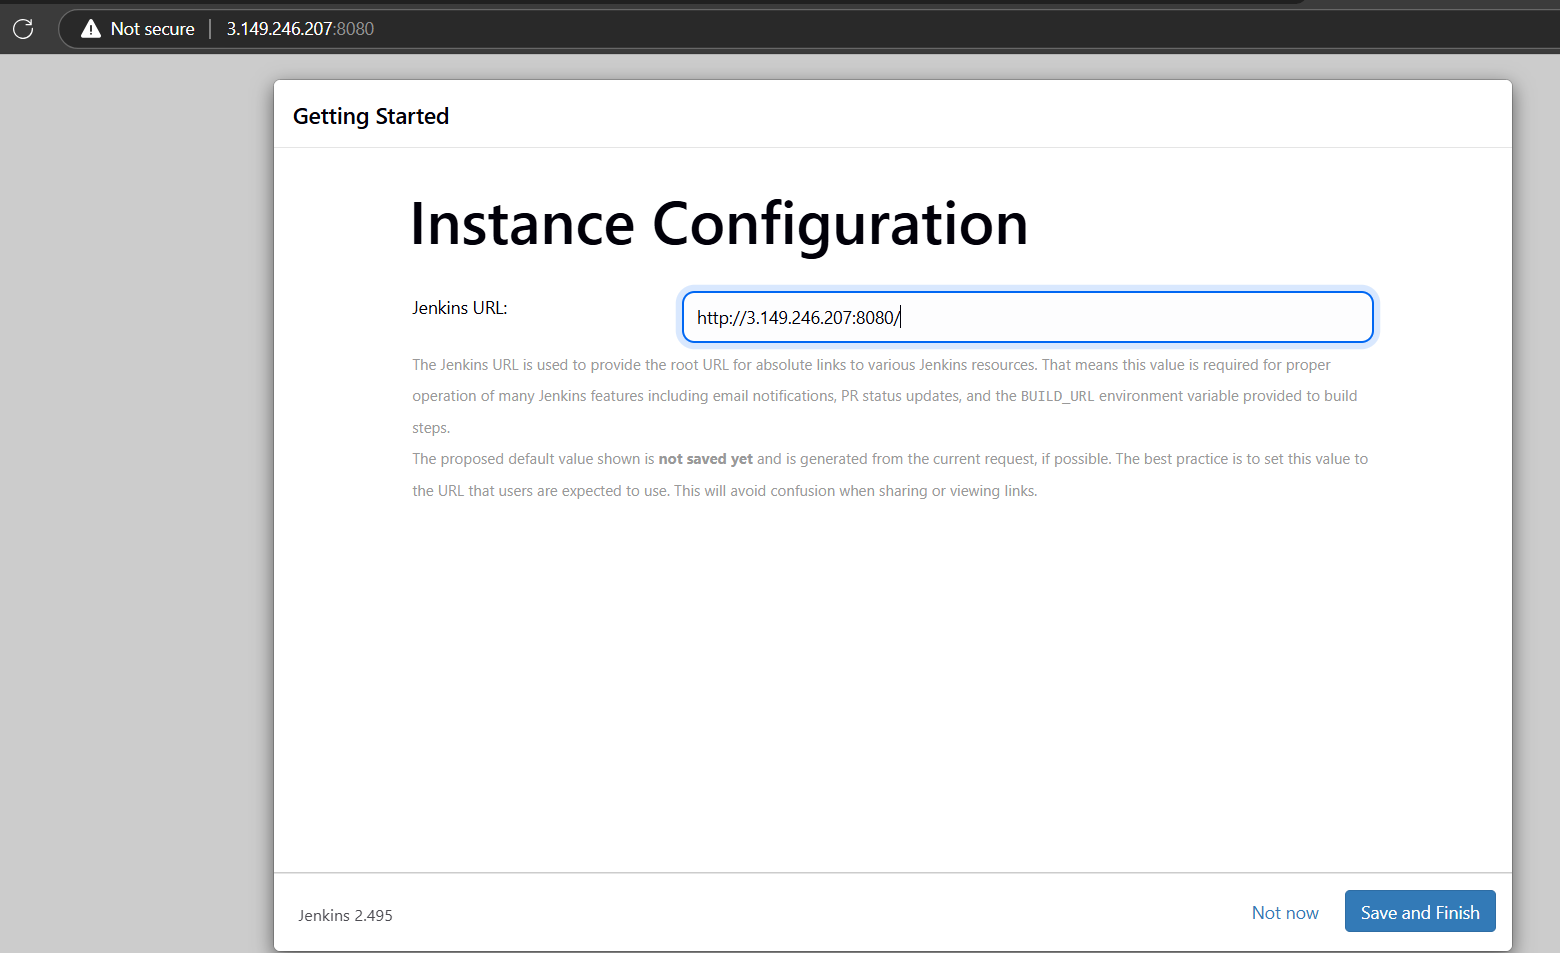 Not secure | 3.149.246.207:8080
Getting Started
Instance Configuration
Jenkins URL:
http://3.149.246.207:8080/
The Jenkins URL is used to provide the root URL for absolute links to various Jenkins resources. That means this value is required for proper
operation of many Jenkins features including email notifications, PR status updates, and the BUILD_URL environment variable provided to build
steps.
The proposed default value shown is not saved yet and is generated from the current request, if possible. The best practice is to set this value to
the URL that users are expected to use. This will avoid confusion when sharing or viewing links.
Jenkins 2.495
Not now
Save and Finish